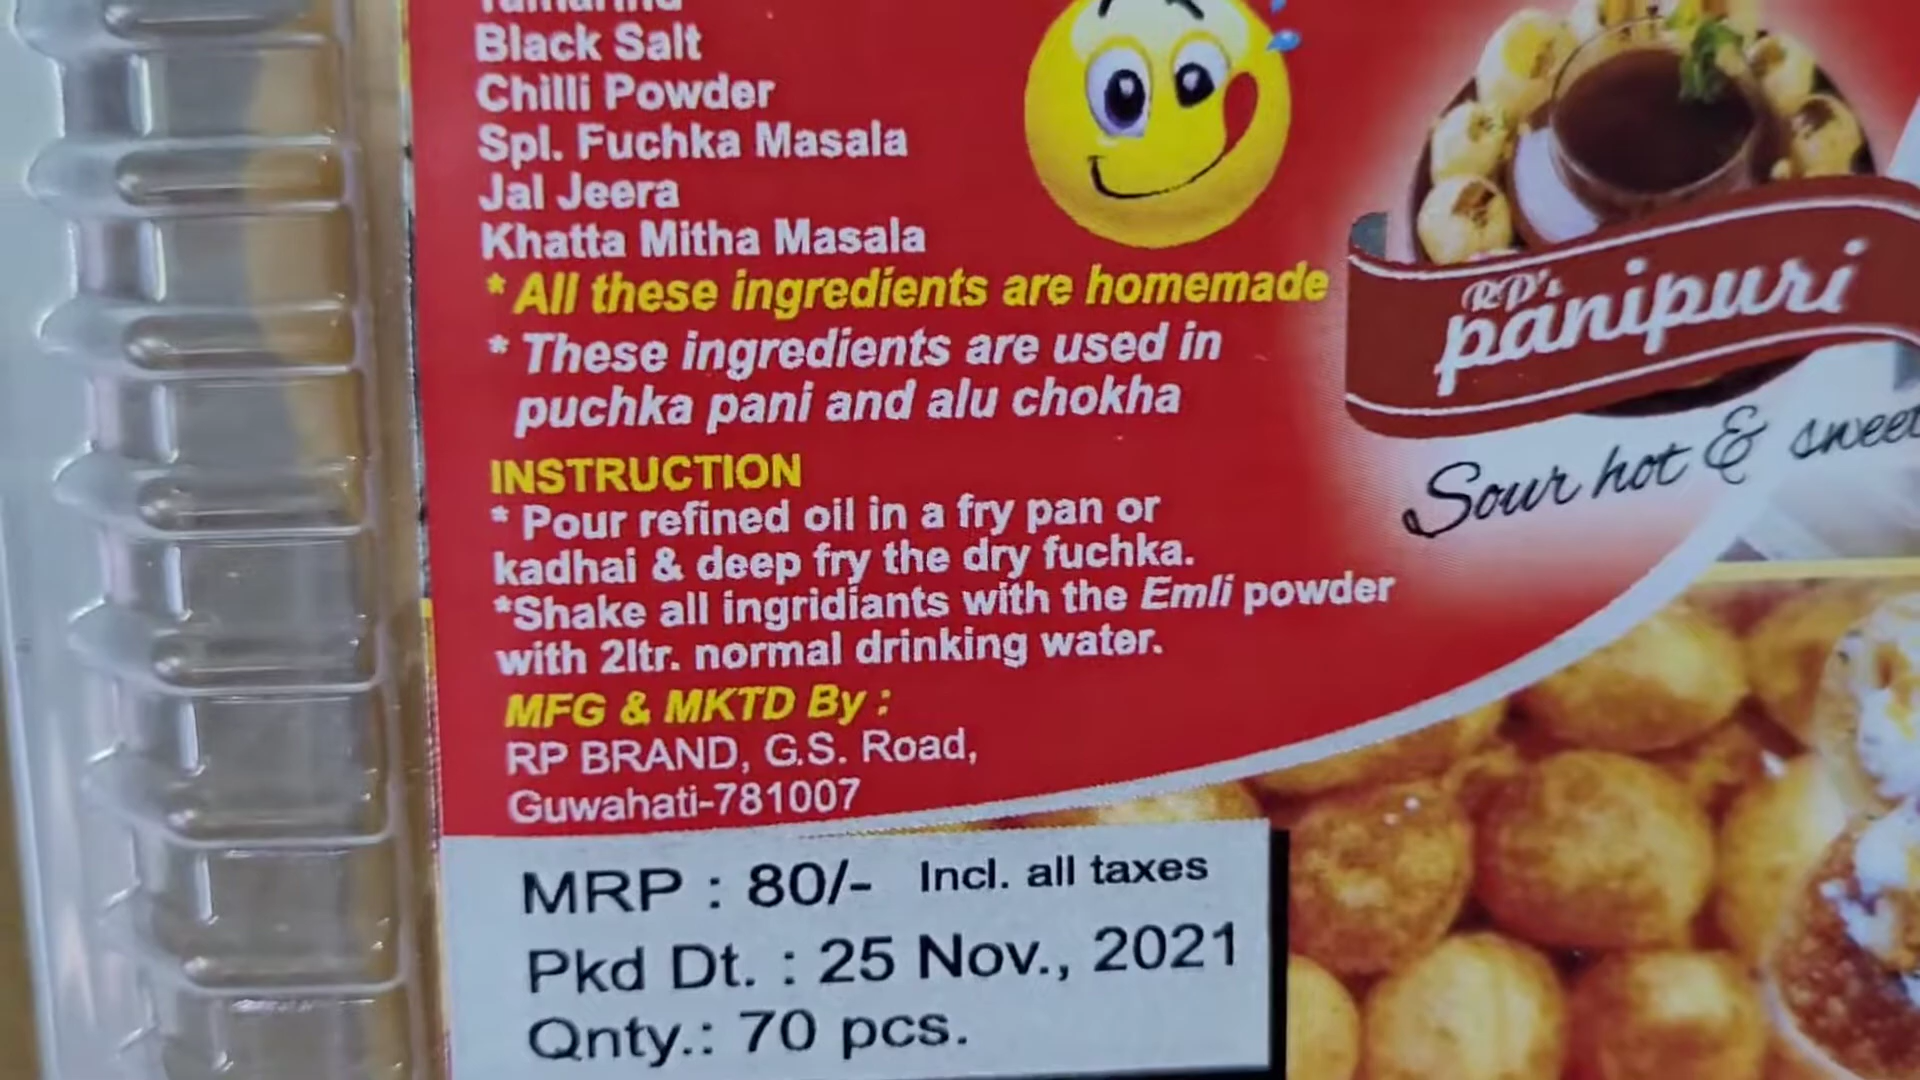 Tamarind
Black Salt
Chilli Powder
Spl. Fuchka Masala
Jal Jeera
Khatta Mitha Masala
* All these ingredients are homemade
* These ingredients are used in
puchka pani and alu chokha
INSTRUCTION
* Pour refined oil in a fry pan or
kadhai & deep fry the dry fuchka.
*Shake all ingridiants with the Emli powder
with 2ltr. normal drinking water.
MFG & MKTD By :
RP BRAND, G.S. Road,
Guwahati-781007
MRP : 80/- Incl. all taxes
Pkd Dt. : 25 Nov., 2021
Qnty.: 70 pcs.
RP's
panipuri
Sour hot & sweet